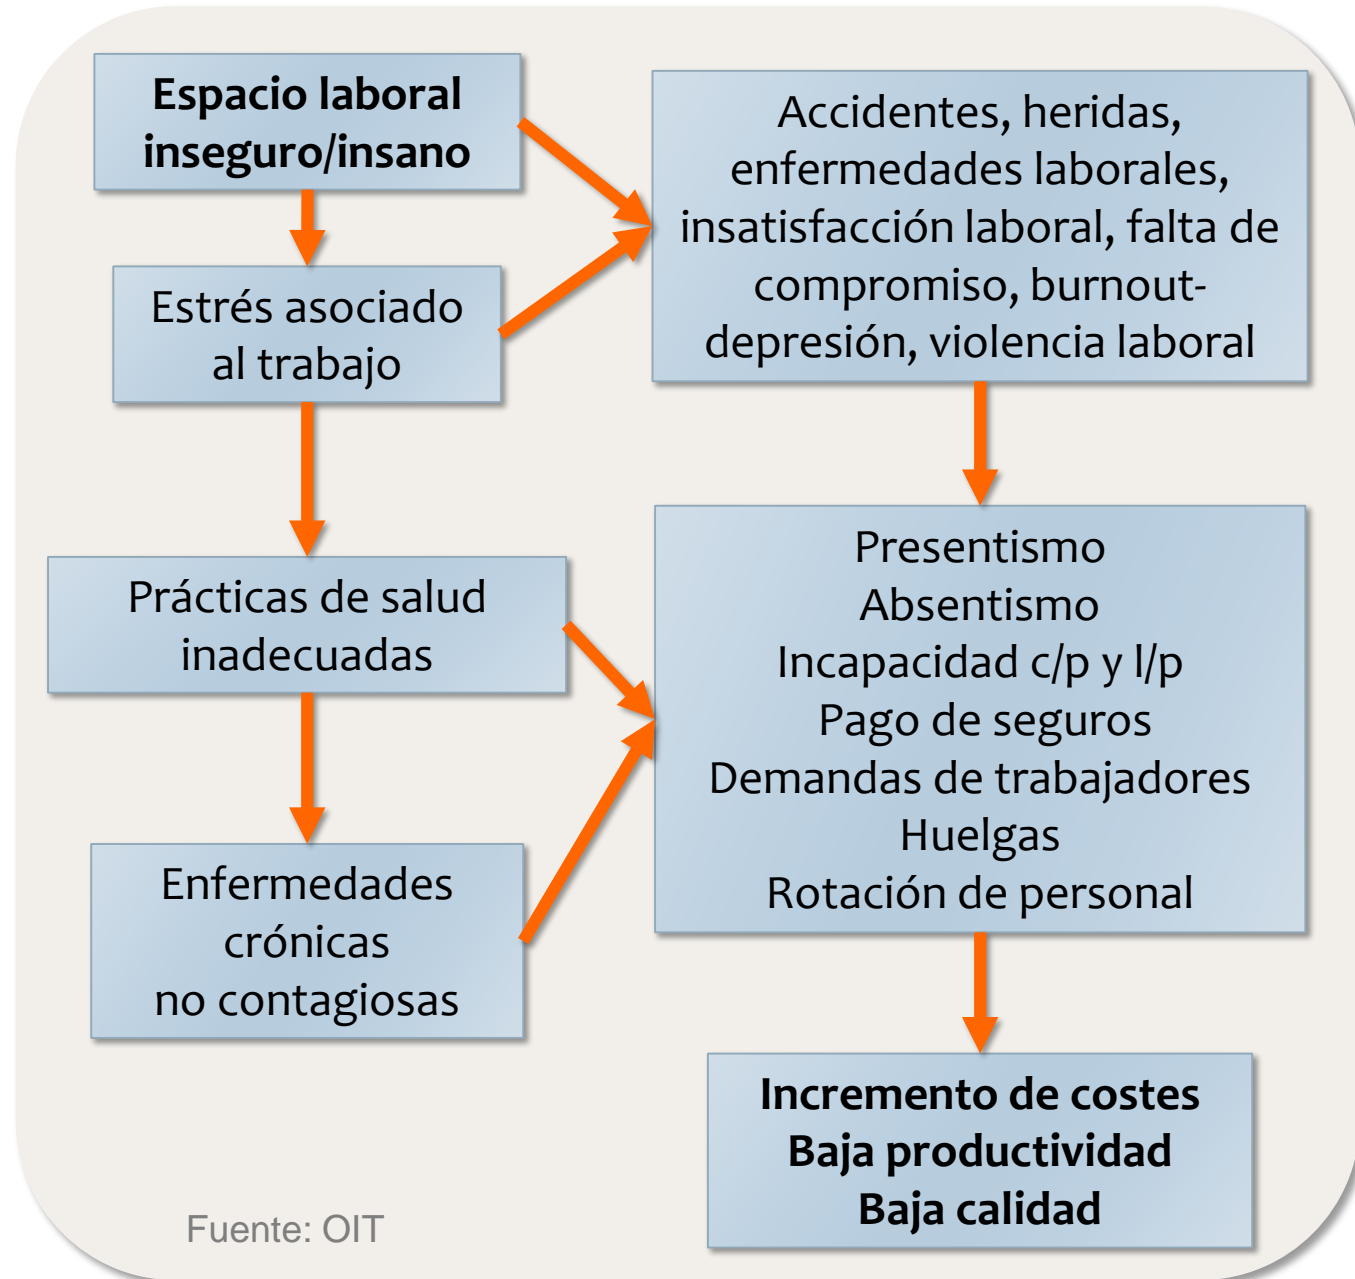 Espacio laboral
inseguro/insano
Accidentes, heridas,
enfermedades laborales,
insatisfacción laboral, falta de
compromiso, burnout-
depresión, violencia laboral
Estrés asociado
al trabajo
Prácticas de salud
inadecuadas
Presentismo
Absentismo
Incapacidad c/p y l/p
Pago de seguros
Demandas de trabajadores
Huelgas
Rotación de personal
Enfermedades
crónicas
no contagiosas
Incremento de costes
Baja productividad
Baja calidad
Fuente: OIT